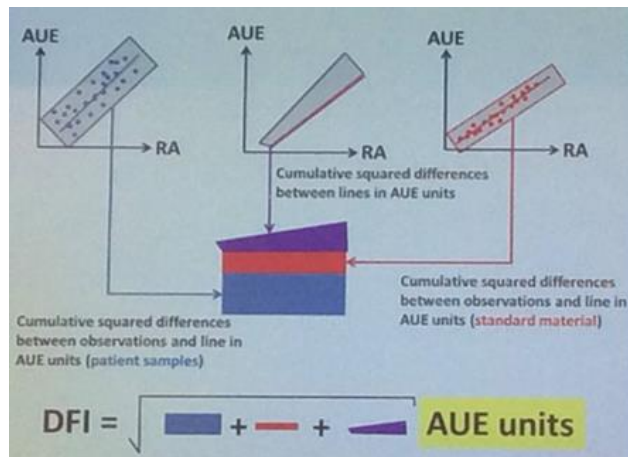 AUE
RA
AUE
RA
Cumulative squared differences
between lines in AUE units
AUE
RA
Cumulative squared differences
between observations and line in
AUE units (patient samples)
Cumulative squared differences
between observations and line in
AUE units (standard material)
DFI = √ + + AUE units